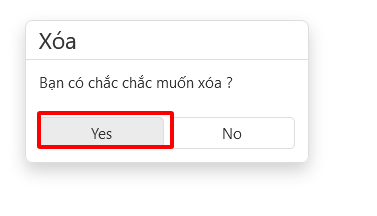 Xóa
Bạn có chắc chắc muốn xóa ?
Yes
No